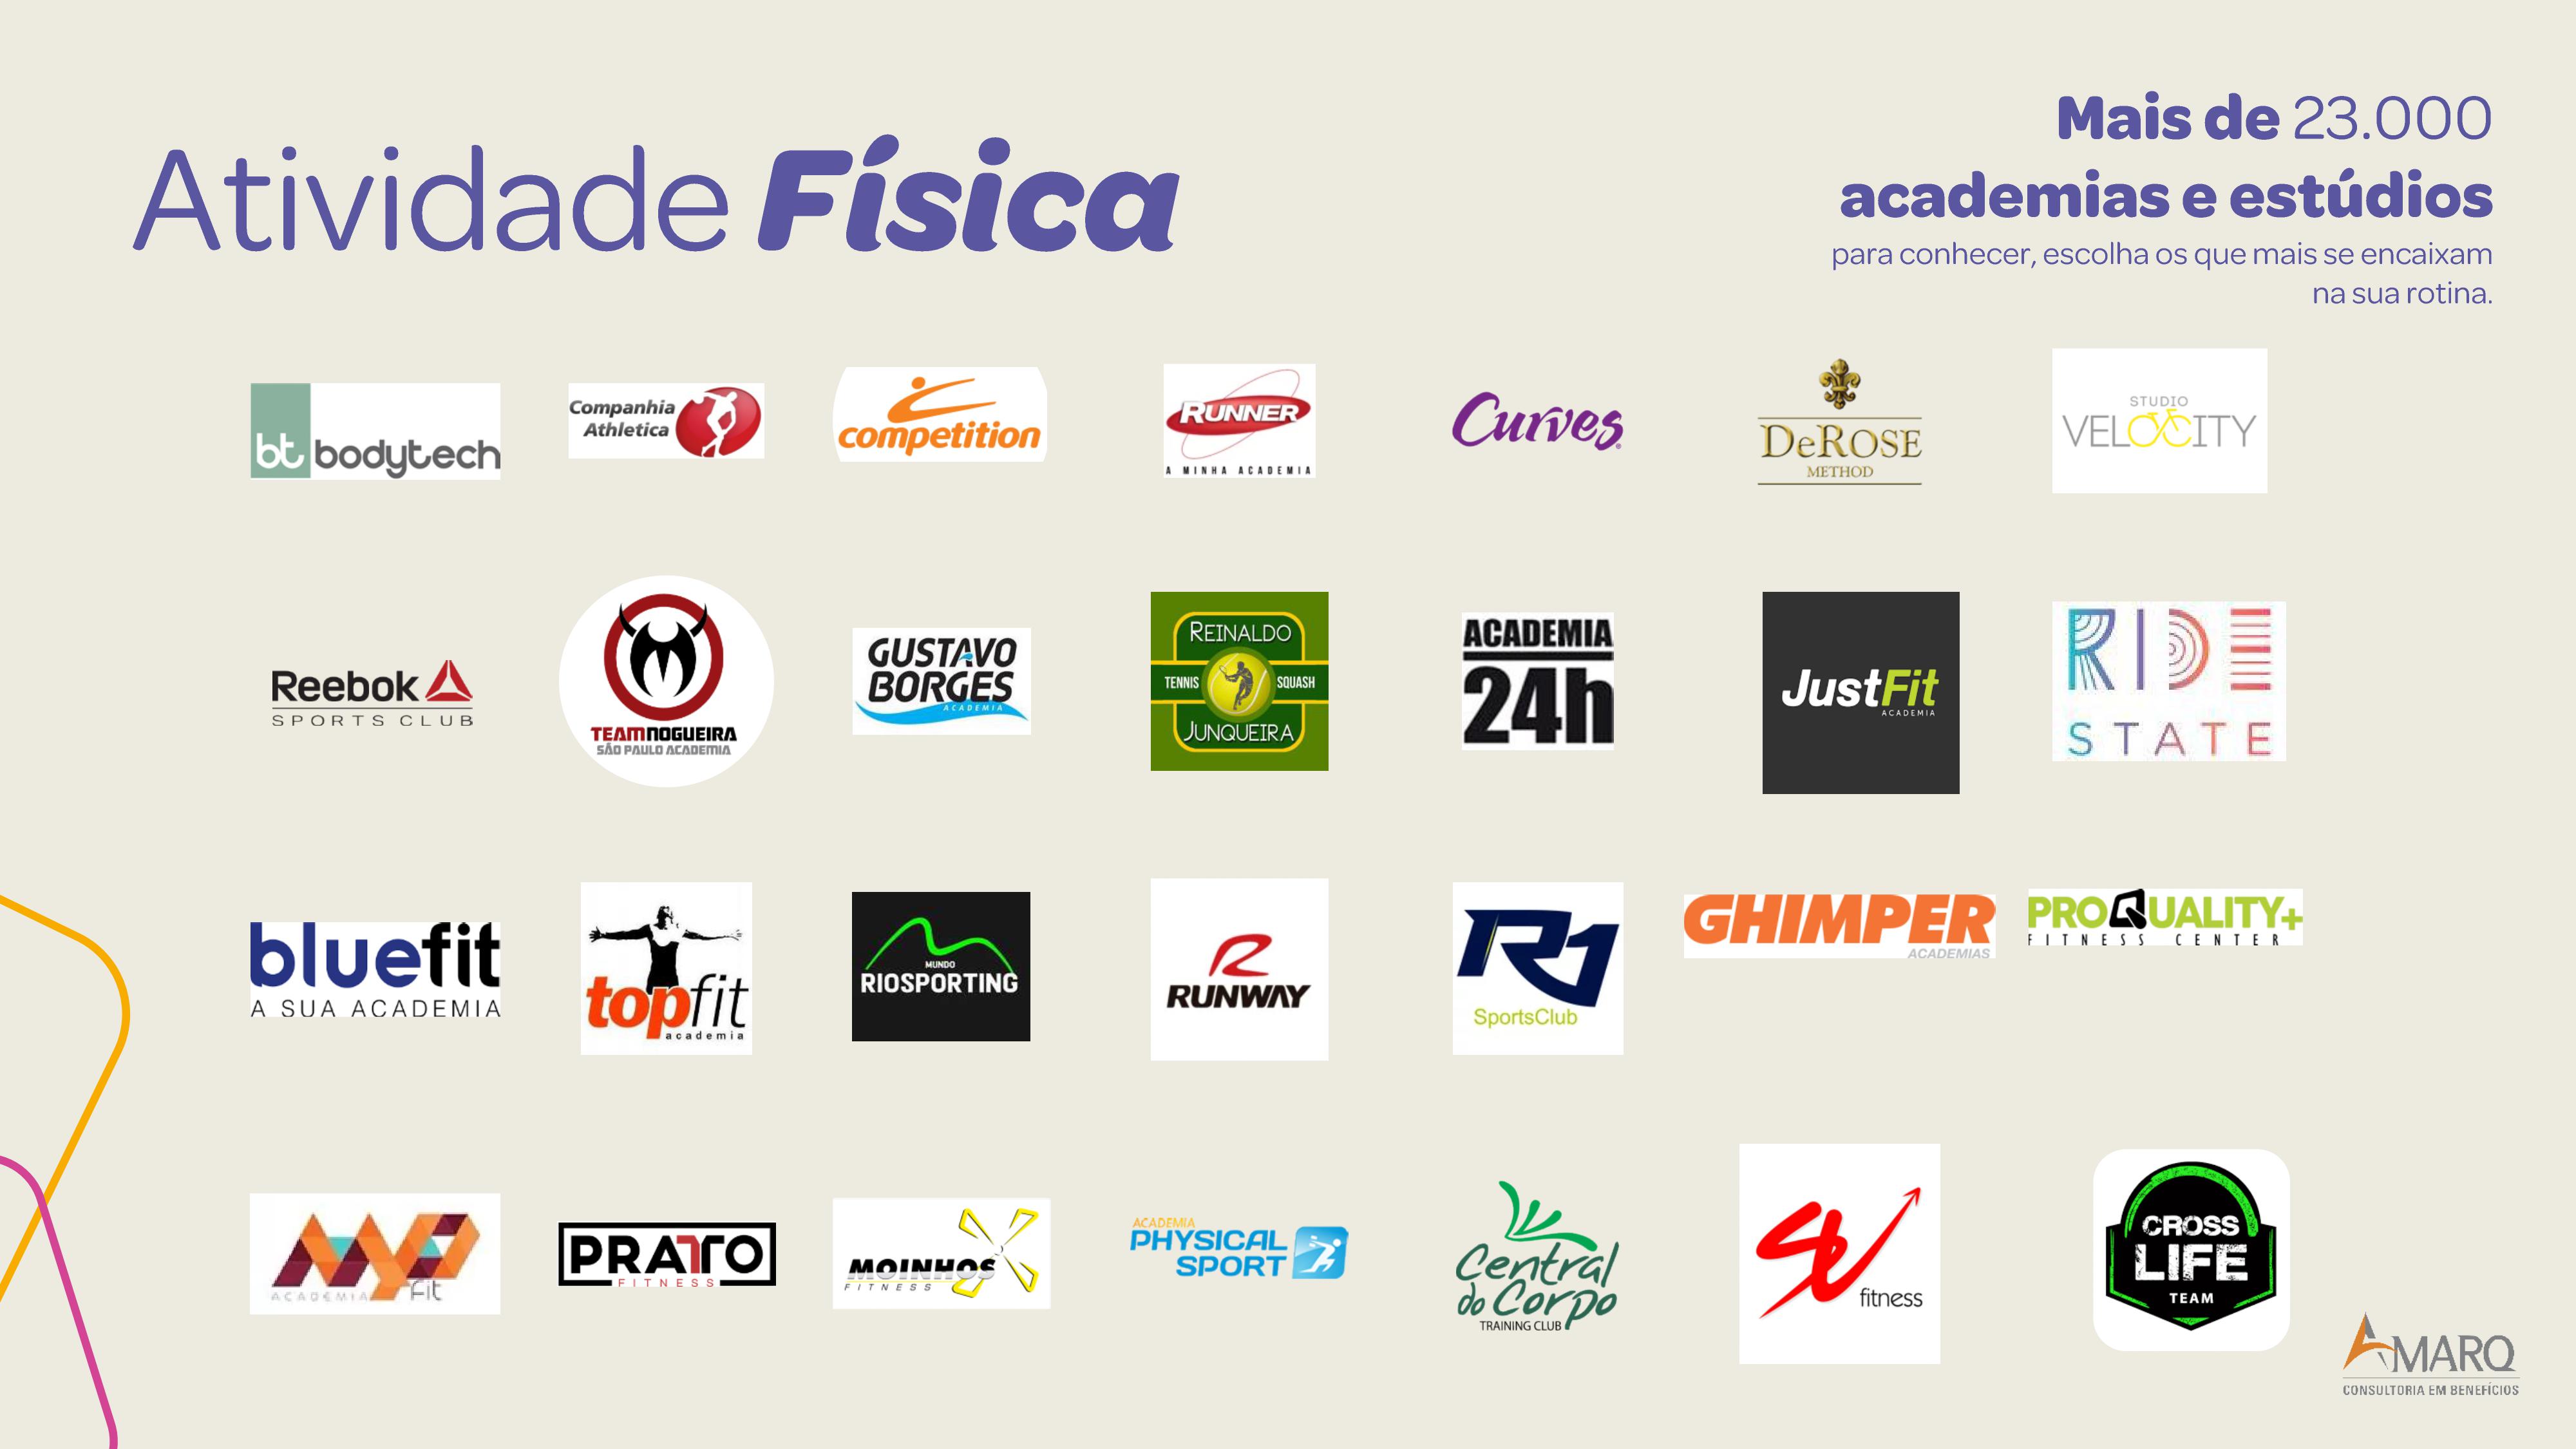 Atividade Física
Mais de 23.000
academias e estúdios
para conhecer, escolha os que mais se encaixam
na sua rotina.
bt bodytech
Companhia
Athletica
competition
RUNNER
A MINHA ACADEMIA
Curves
DeROSE
METHOD
STUDIO
VELOCITY
Reebok
SPORTS CLUB
TEAMNOGUEIRA
SÃO PAULO ACADEMIA
GUSTAVO
BORGES
ACADEMIA
REINALDO
TENNIS SQUASH
JUNQUEIRA
ACADEMIA
24h
JustFit
ACADEMIA
RIDE
STATE
bluefit
A SUA ACADEMIA
topfit
academia
MUNDO
RIOSPORTING
RUNWAY
R1
SportsClub
GHIMPER
ACADEMIAS
PROQUALITY+
FITNESS CENTER
ACADEMIA fit
PRATTO
FITNESS
MOINHOS
FITNESS
ACADEMIA
PHYSICAL
SPORT
Central
do Corpo
TRAINING CLUB
fitness
CROSS
LIFE
TEAM
AMARQ
CONSULTORIA EM BENEFÍCIOS